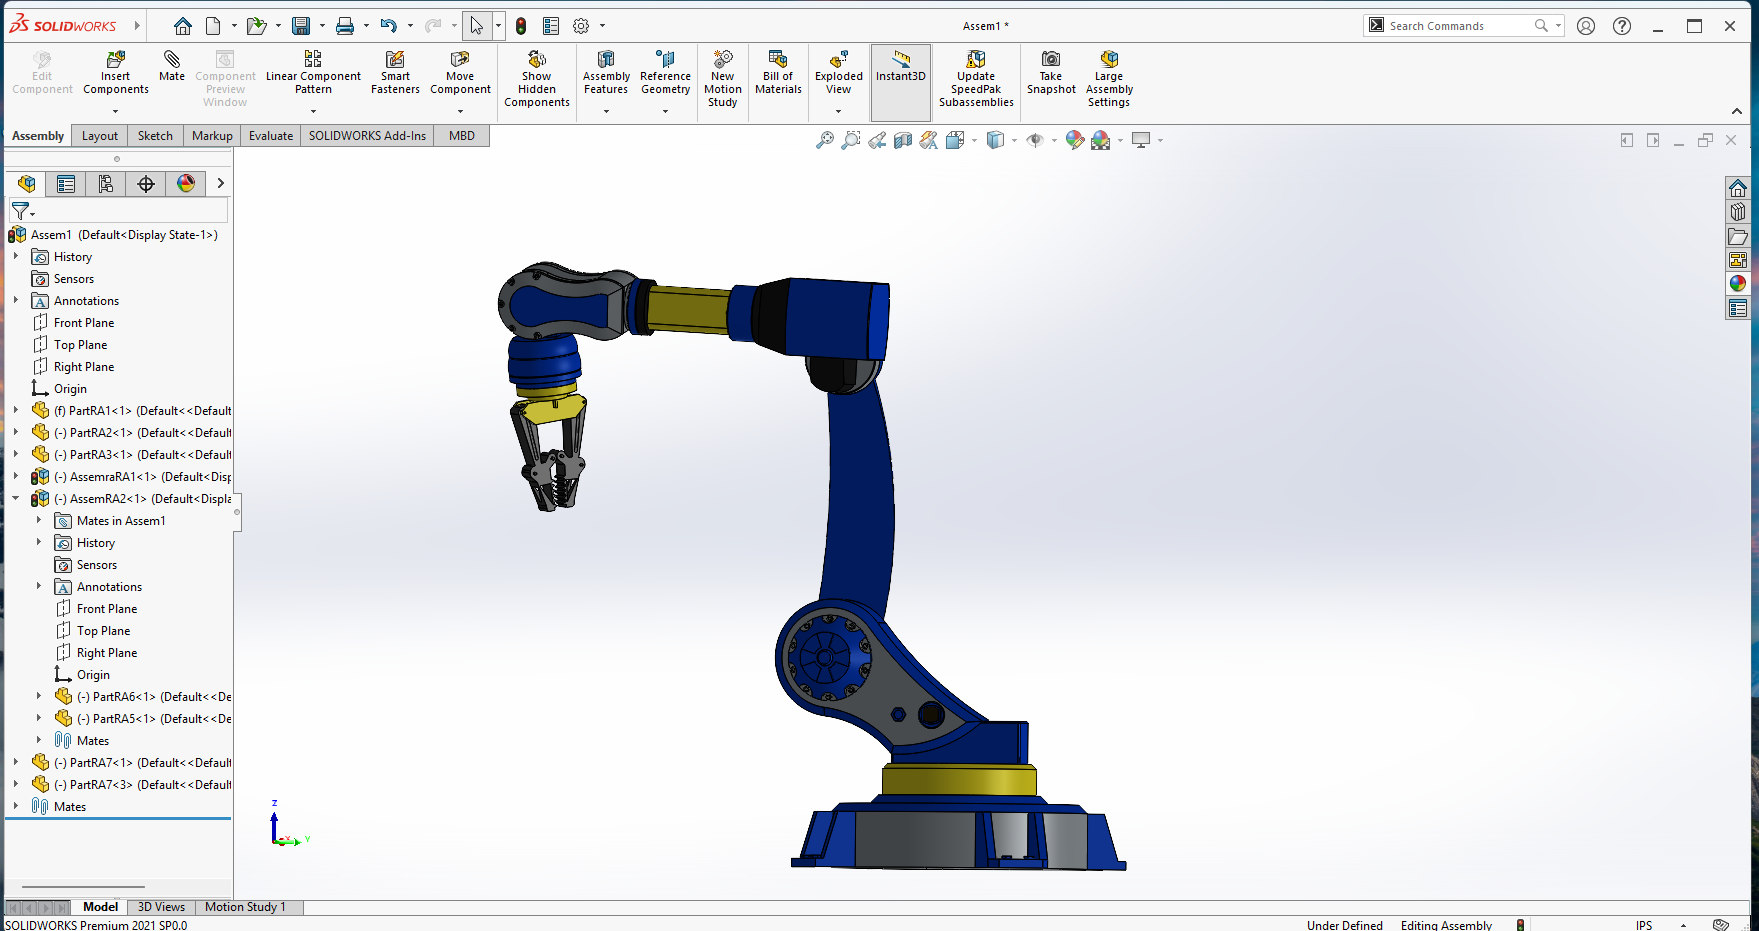 SOLIDWORKS
Assem1 *
Search Commands
Edit Component
Insert Components
Mate
Component Preview Window
Linear Component Pattern
Smart Fasteners
Move Component
Show Hidden Components
Assembly Features
Reference Geometry
New Motion Study
Bill of Materials
Exploded View
Instant3D
Update SpeedPak Subassemblies
Take Snapshot
Large Assembly Settings
Assembly Layout Sketch Markup Evaluate SOLIDWORKS Add-Ins MBD
Assem1 (Default<Display State-1>)
History
Sensors
Annotations
Front Plane
Top Plane
Right Plane
Origin
(f) PartRA1<1> (Default<<Default
(-) PartRA2<1> (Default<<Default
(-) PartRA3<1> (Default<<Default
(-) AssemraRA1<1> (Default<Disp
(-) AssemRA2<1> (Default<Displa
Mates in Assem1
History
Sensors
Annotations
Front Plane
Top Plane
Right Plane
Origin
(-) PartRA6<1> (Default<<De
(-) PartRA5<1> (Default<<De
Mates
(-) PartRA7<1> (Default<<Default
(-) PartRA7<3> (Default<<Default
Mates
Z
X
Y
Model 3D Views Motion Study 1
SOLIDWORKS Premium 2021 SP0.0
Under Defined Editing Assembly IPS